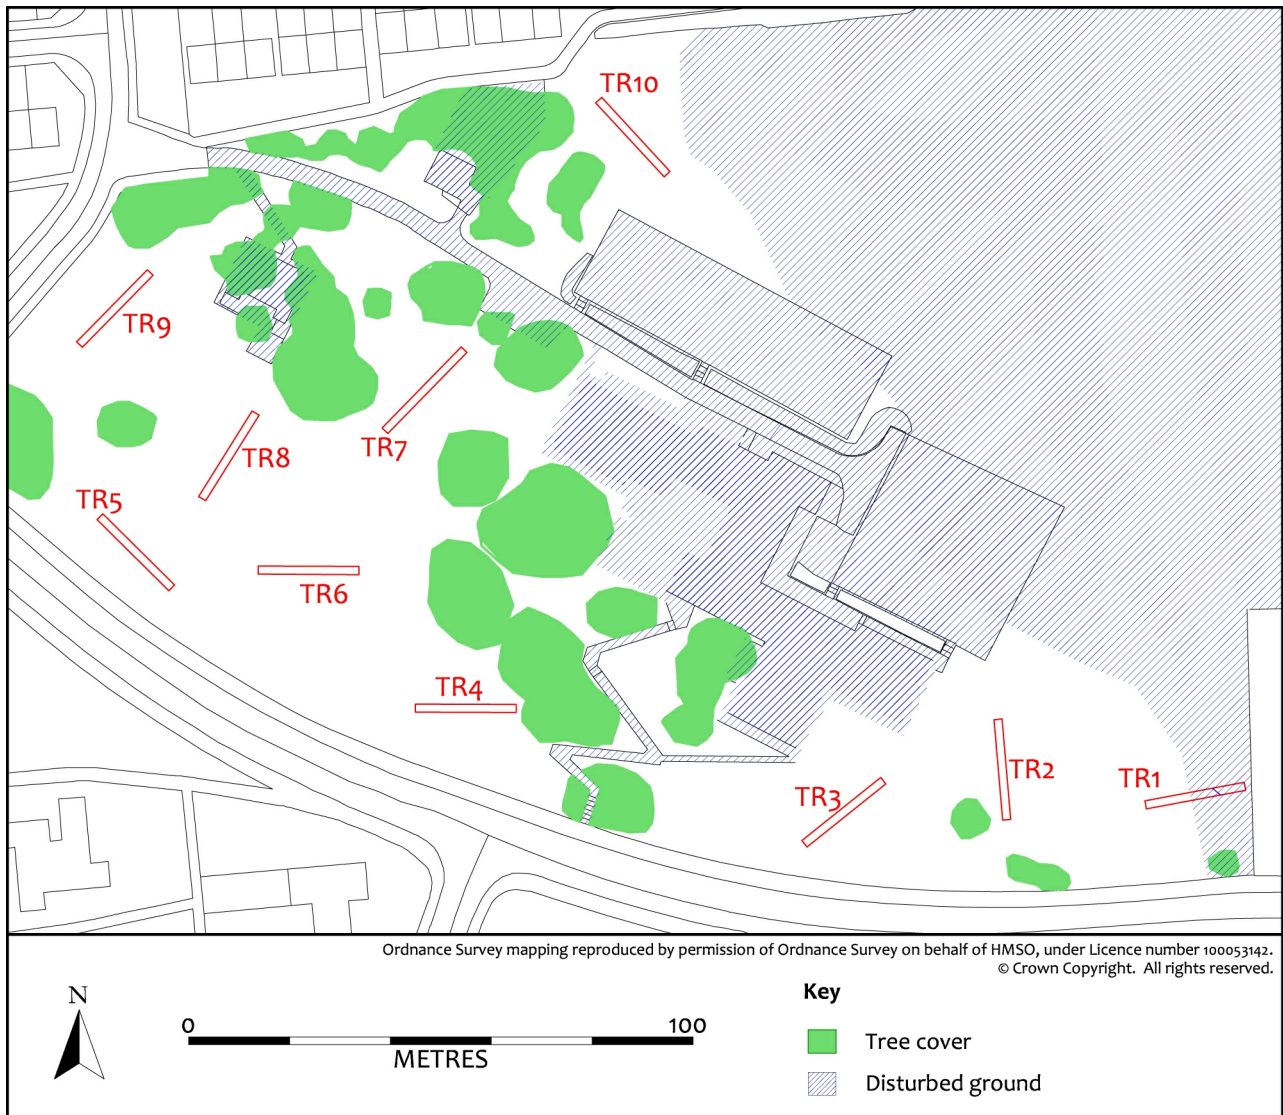 TR10
TR9
TR7
TR8
TR5
TR6
TR4
TR2
TR1
TR3
Ordnance Survey mapping reproduced by permission of Ordnance Survey on behalf of HMSO, under Licence number 100053142.
© Crown Copyright. All rights reserved.
Key
N
0 100
METRES
Tree cover
Disturbed ground